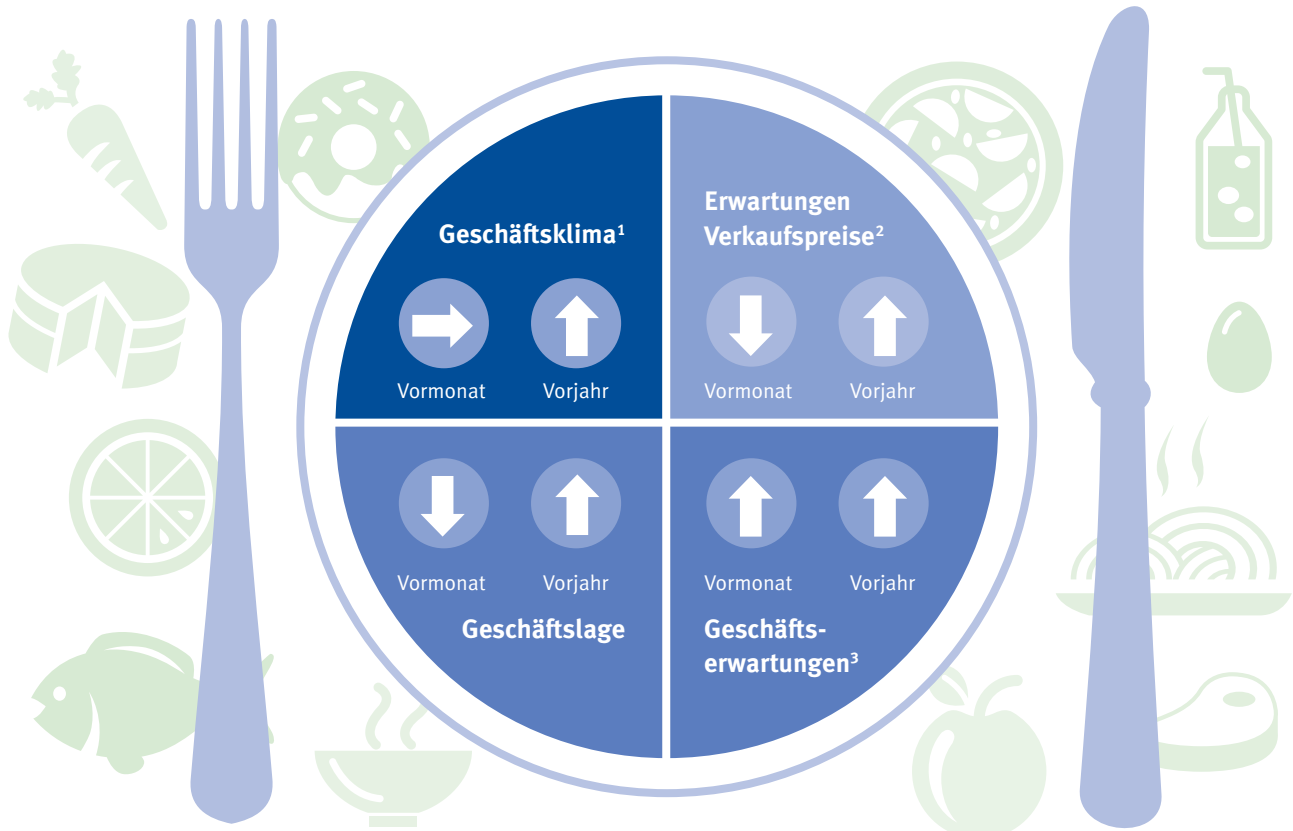 Geschäftsklima¹
Vormonat Vorjahr
Erwartungen
Verkaufspreise²
Vormonat Vorjahr
Vormonat Vorjahr
Geschäftslage
Vormonat Vorjahr
Geschäfts-
erwartungen³